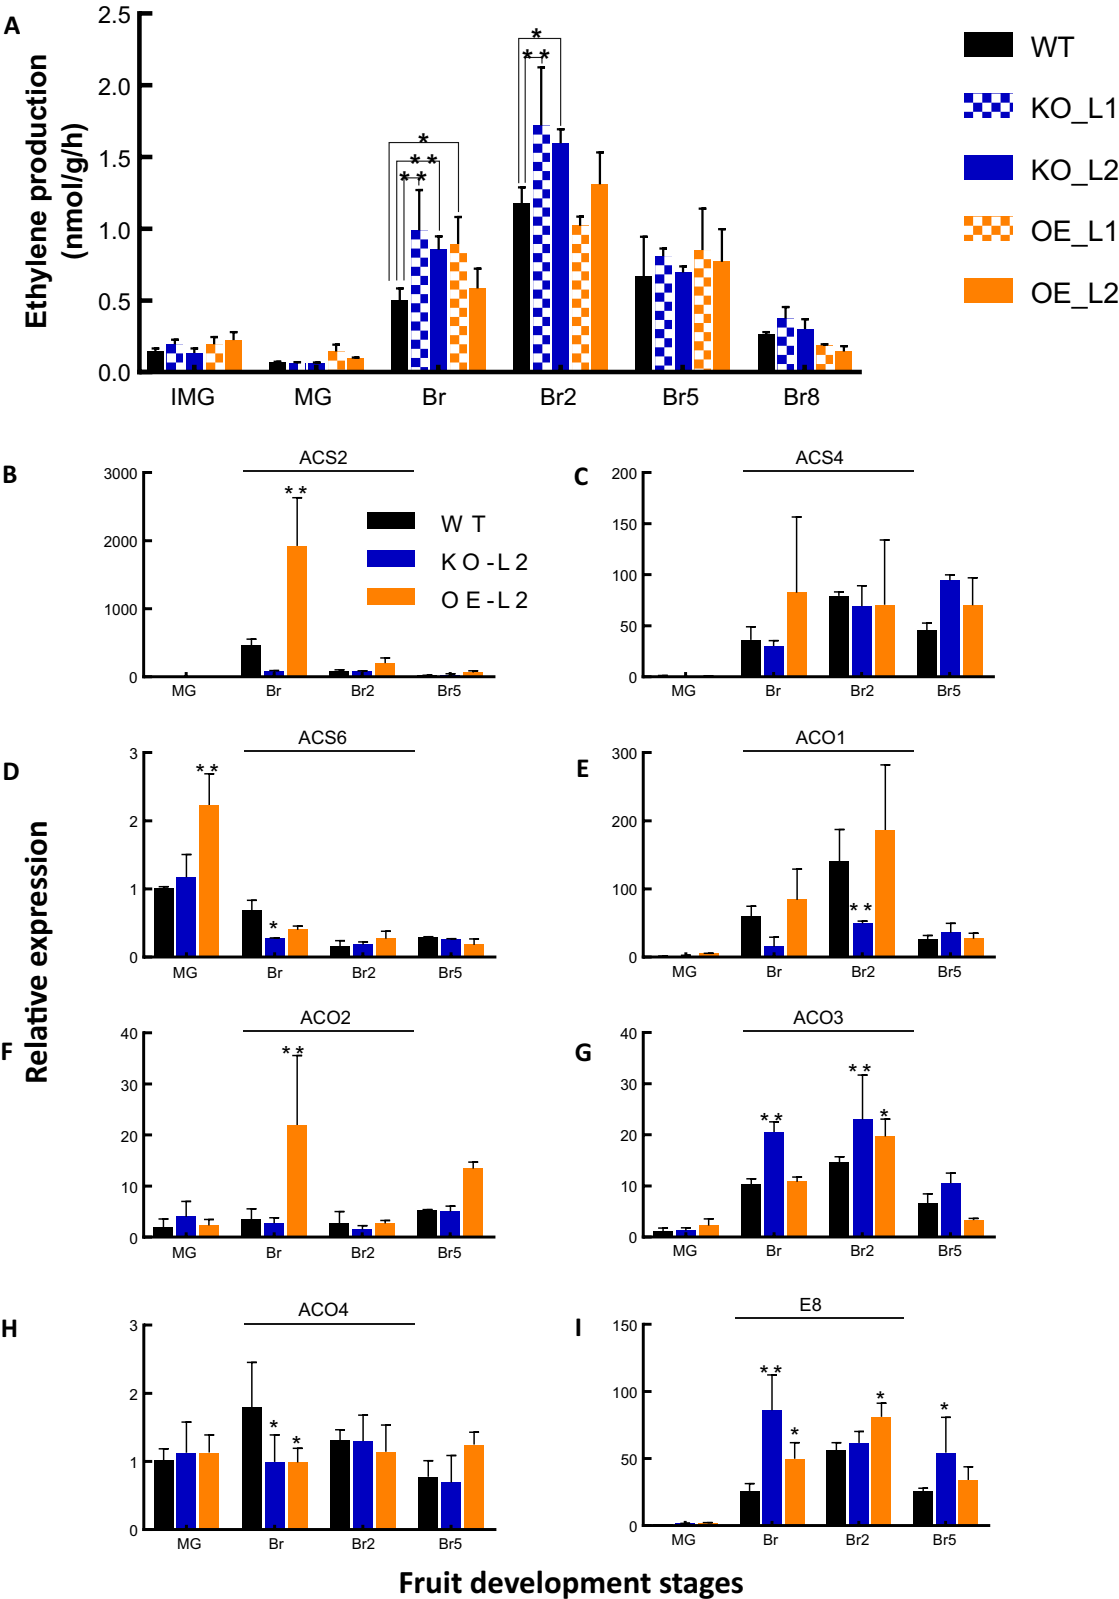 A
Ethylene production
(nmol/g/h)
2.5
2.0
1.5
1.0
0.5
0.0
* ** **
* **
IMG MG Br Br2 Br5 Br8
WT
KO_L1
KO_L2
OE_L1
OE_L2
Relative expression
B
ACS2
3000
2000
1000
0
**
WT
KO-L2
OE-L2
MG Br Br2 Br5
C
ACS4
200
150
100
50
0
MG Br Br2 Br5
D
ACS6
3
2
1
0
** *
MG Br Br2 Br5
E
ACO1
300
200
100
0
**
MG Br Br2 Br5
F
ACO2
40
30
20
10
0
**
MG Br Br2 Br5
G
ACO3
40
30
20
10
0
** ** *
MG Br Br2 Br5
H
ACO4
3
2
1
0
* *
MG Br Br2 Br5
I
E8
150
100
50
0
** * * *
MG Br Br2 Br5
Fruit development stages